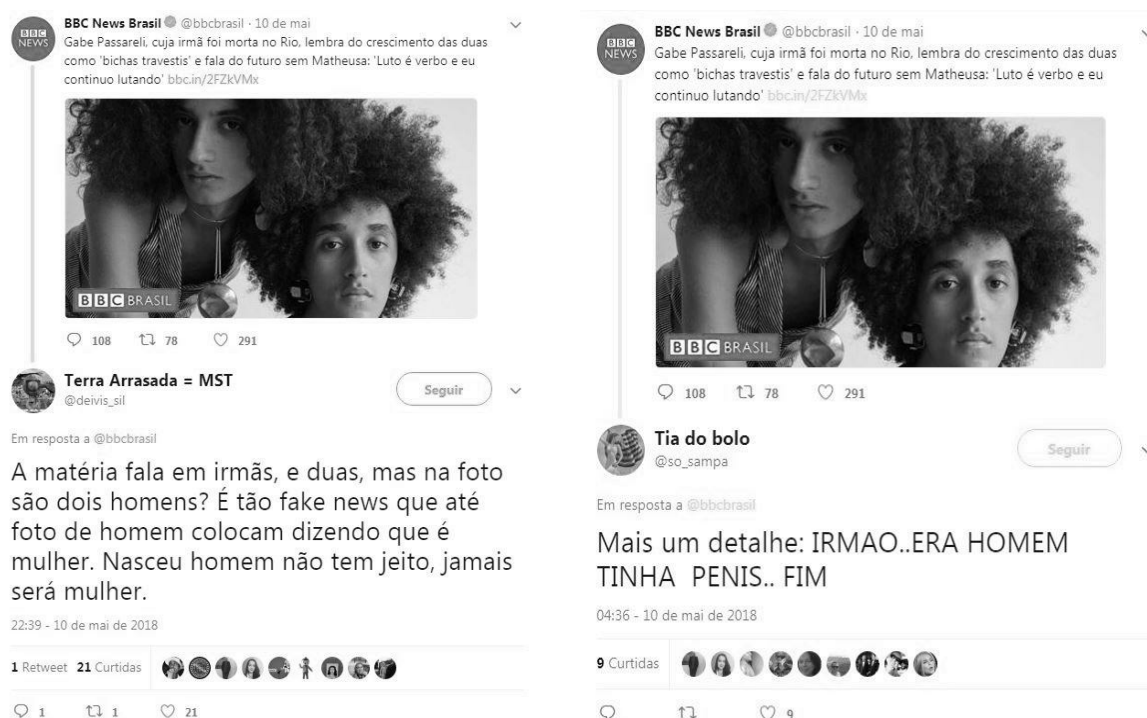 BBC NEWS
BBC News Brasil @bbcbrasil · 10 de mai
Gabe Passareli, cuja irmã foi morta no Rio, lembra do crescimento das duas
como 'bichas travestis' e fala do futuro sem Matheusa: 'Luto é verbo e eu
continuo lutando' bbc.in/2FZkVMx
BBC BRASIL
108 78 291
Terra Arrasada = MST
@deivis_sil
Seguir
Em resposta a @bbcbrasil
A matéria fala em irmãs, e duas, mas na foto
são dois homens? É tão fake news que até
foto de homem colocam dizendo que é
mulher. Nasceu homem não tem jeito, jamais
será mulher.
22:39 - 10 de mai de 2018
1 Retweet 21 Curtidas
1 1 21
BBC NEWS
BBC News Brasil @bbcbrasil · 10 de mai
Gabe Passareli, cuja irmã foi morta no Rio, lembra do crescimento das duas
como 'bichas travestis' e fala do futuro sem Matheusa: 'Luto é verbo e eu
continuo lutando' bbc.in/2FZkVMx
BBC BRASIL
108 78 291
Tia do bolo
@so_sampa
Seguir
Em resposta a @bbcbrasil
Mais um detalhe: IRMAO..ERA HOMEM
TINHA PENIS.. FIM
04:36 - 10 de mai de 2018
9 Curtidas
9